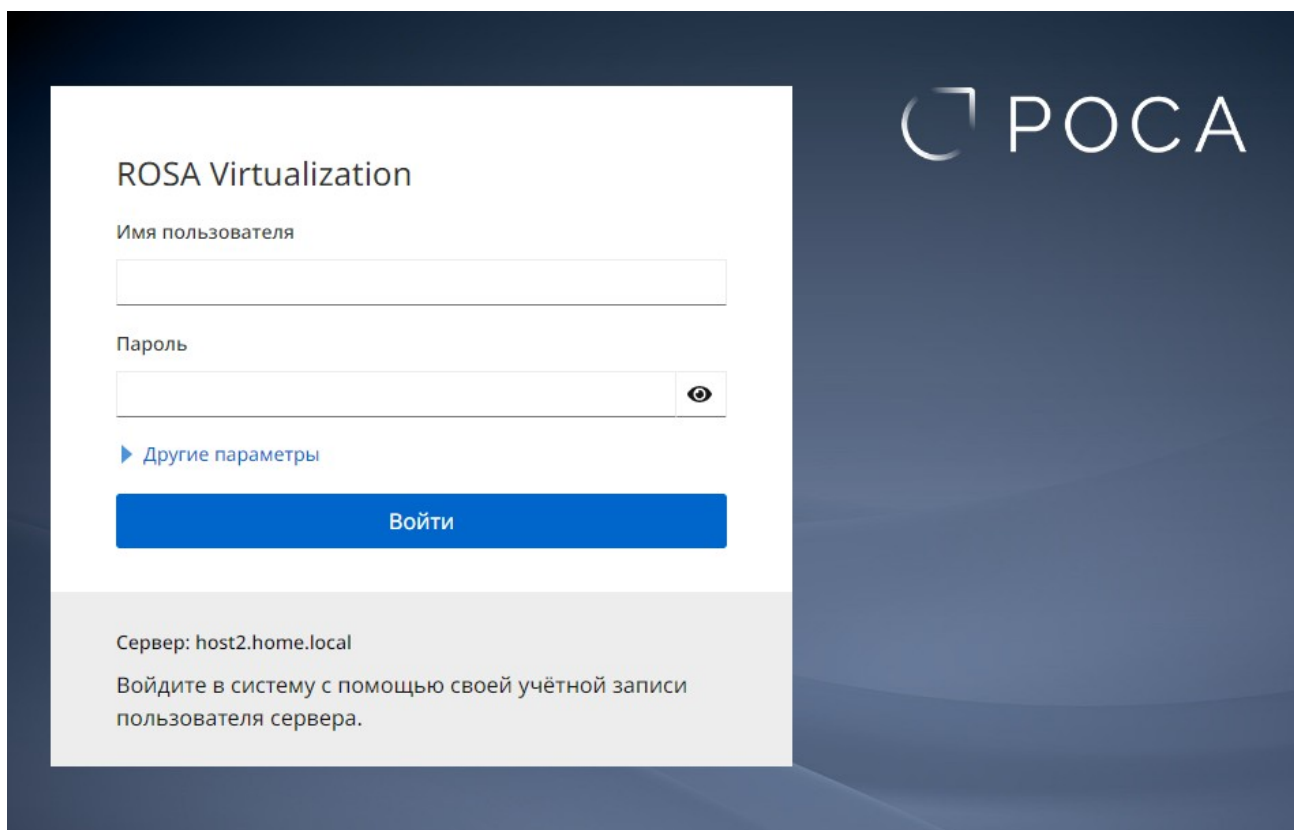 РОСА
ROSA Virtualization
Имя пользователя
Пароль
Другие параметры
Войти
Сервер: host2.home.local
Войдите в систему с помощью своей учётной записи
пользователя сервера.